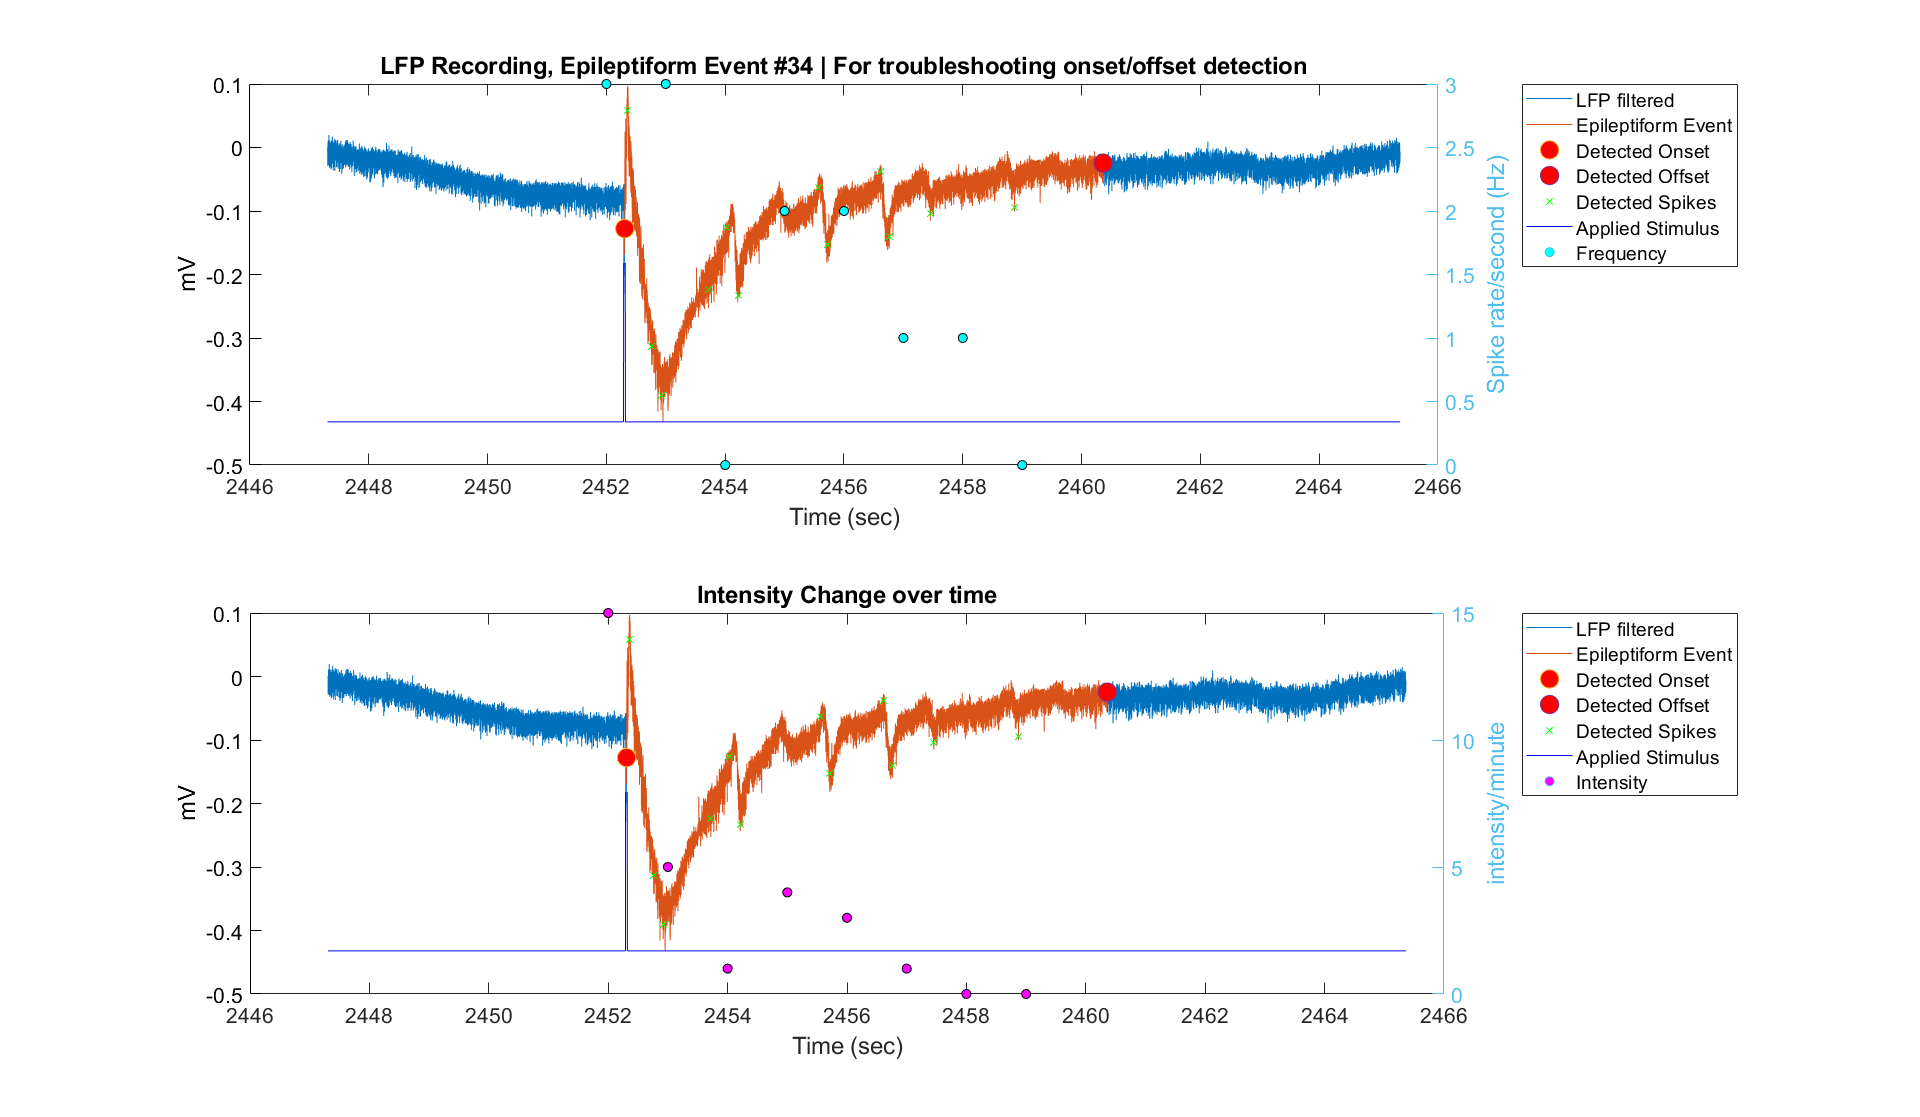 LFP Recording, Epileptiform Event #34 | For troubleshooting onset/offset detection
0.1
0
-0.1
-0.2
-0.3
-0.4
-0.5
mV
2446 2448 2450 2452 2454 2456 2458 2460 2462 2464 2466
Time (sec)
3
2.5
2
1.5
1
0.5
0
Spike rate/second (Hz)
LFP filtered
Epileptiform Event
Detected Onset
Detected Offset
Detected Spikes
Applied Stimulus
Frequency
Intensity Change over time
0.1
0
-0.1
-0.2
-0.3
-0.4
-0.5
mV
2446 2448 2450 2452 2454 2456 2458 2460 2462 2464 2466
Time (sec)
15
10
5
0
intensity/minute
LFP filtered
Epileptiform Event
Detected Onset
Detected Offset
Detected Spikes
Applied Stimulus
Intensity